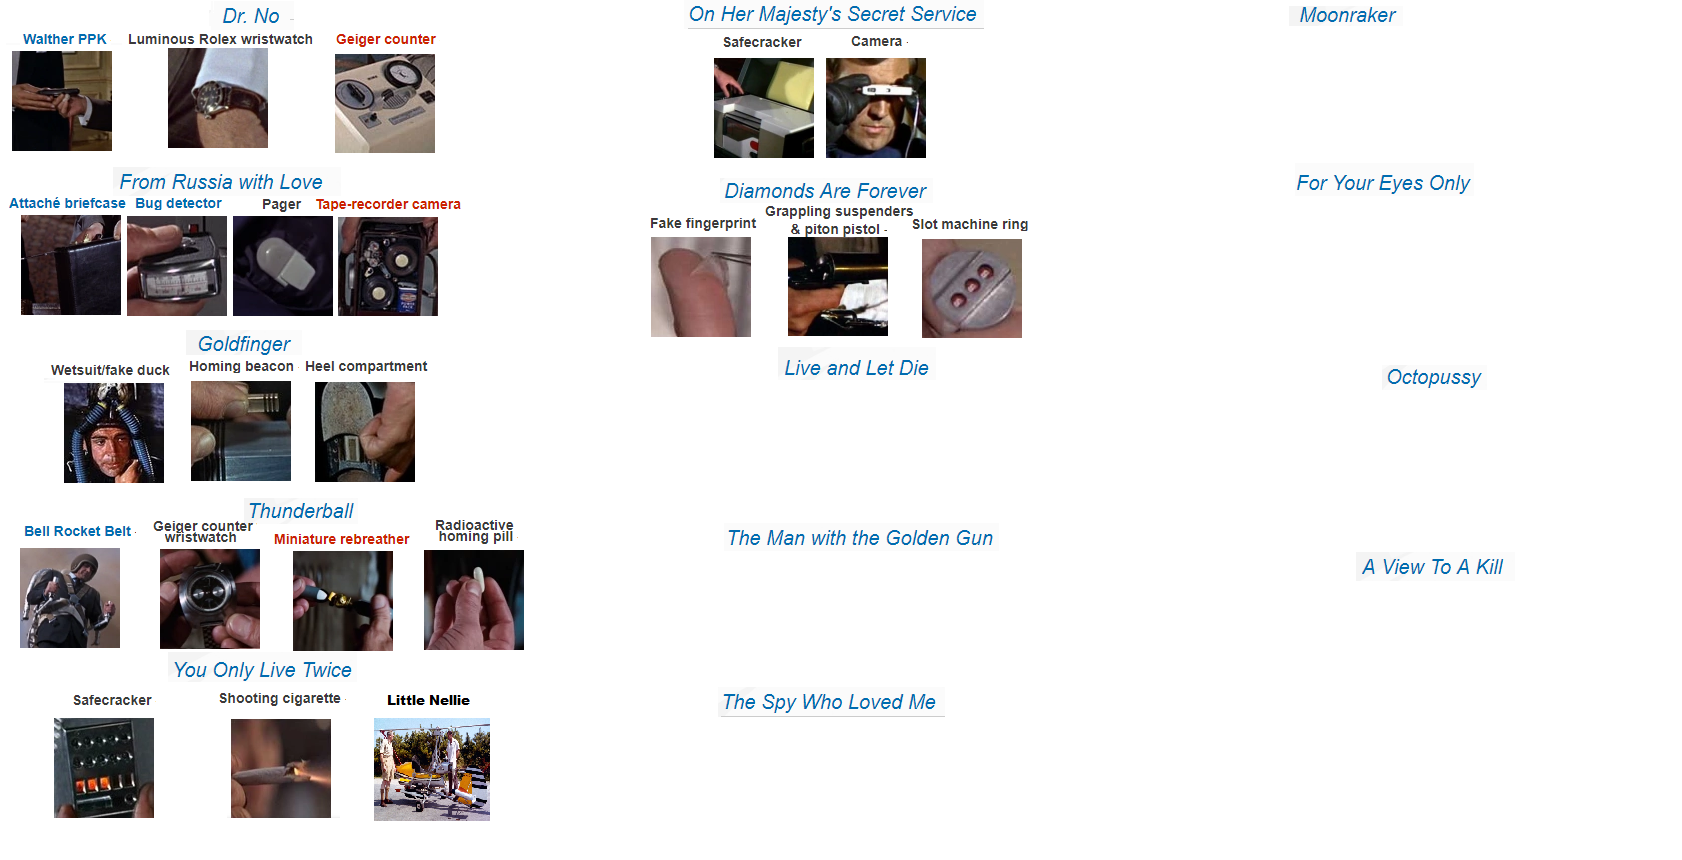 Dr. No
Walther PPK
Luminous Rolex wristwatch
Geiger counter
From Russia with Love
Attaché briefcase
Bug detector
Pager
Tape-recorder camera
Goldfinger
Wetsuit/fake duck
Homing beacon
Heel compartment
Thunderball
Bell Rocket Belt
Geiger counter
wristwatch
Miniature rebreather
Radioactive
homing pill
You Only Live Twice
Safecracker
Shooting cigarette
Little Nellie
On Her Majesty's Secret Service
Safecracker
Camera
Diamonds Are Forever
Fake fingerprint
Grappling suspenders
& piton pistol
Slot machine ring
Live and Let Die
The Man with the Golden Gun
The Spy Who Loved Me
Moonraker
For Your Eyes Only
Octopussy
A View To A Kill